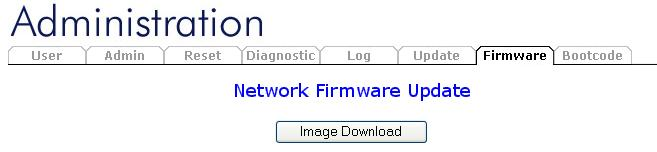 Administration
User Admin Reset Diagnostic Log Update Firmware Bootcode
Network Firmware Update
Image Download